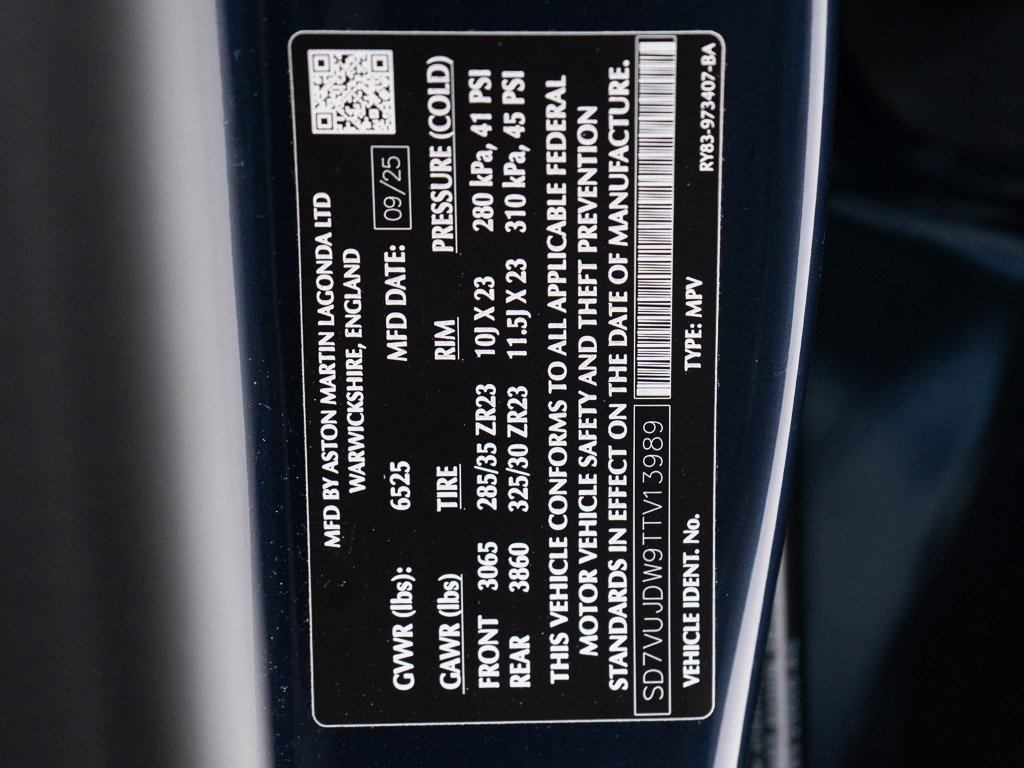 MFD BY ASTON MARTIN LAGONDA LTD
WARWICKSHIRE, ENGLAND
GVWR (lbs): 6525 MFD DATE: 09/25
GAWR (lbs) TIRE RIM PRESSURE (COLD)
FRONT 3065 285/35 ZR23 10J X 23 280 kPa, 41 PSI
REAR 3860 325/30 ZR23 11.5J X 23 310 kPa, 45 PSI
THIS VEHICLE CONFORMS TO ALL APPLICABLE FEDERAL
MOTOR VEHICLE SAFETY AND THEFT PREVENTION
STANDARDS IN EFFECT ON THE DATE OF MANUFACTURE.
SD7VUJDW9TTV13989
VEHICLE IDENT. No. TYPE: MPV
RY83-973407-BA